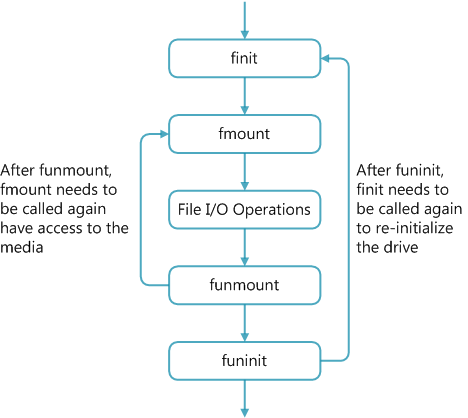 finit
fmount
After funmount,
fmount needs to
be called again
have access to the
media
File I/O Operations
After funinit,
finit needs to
be called again
to re-initialize
the drive
funmount
funinit